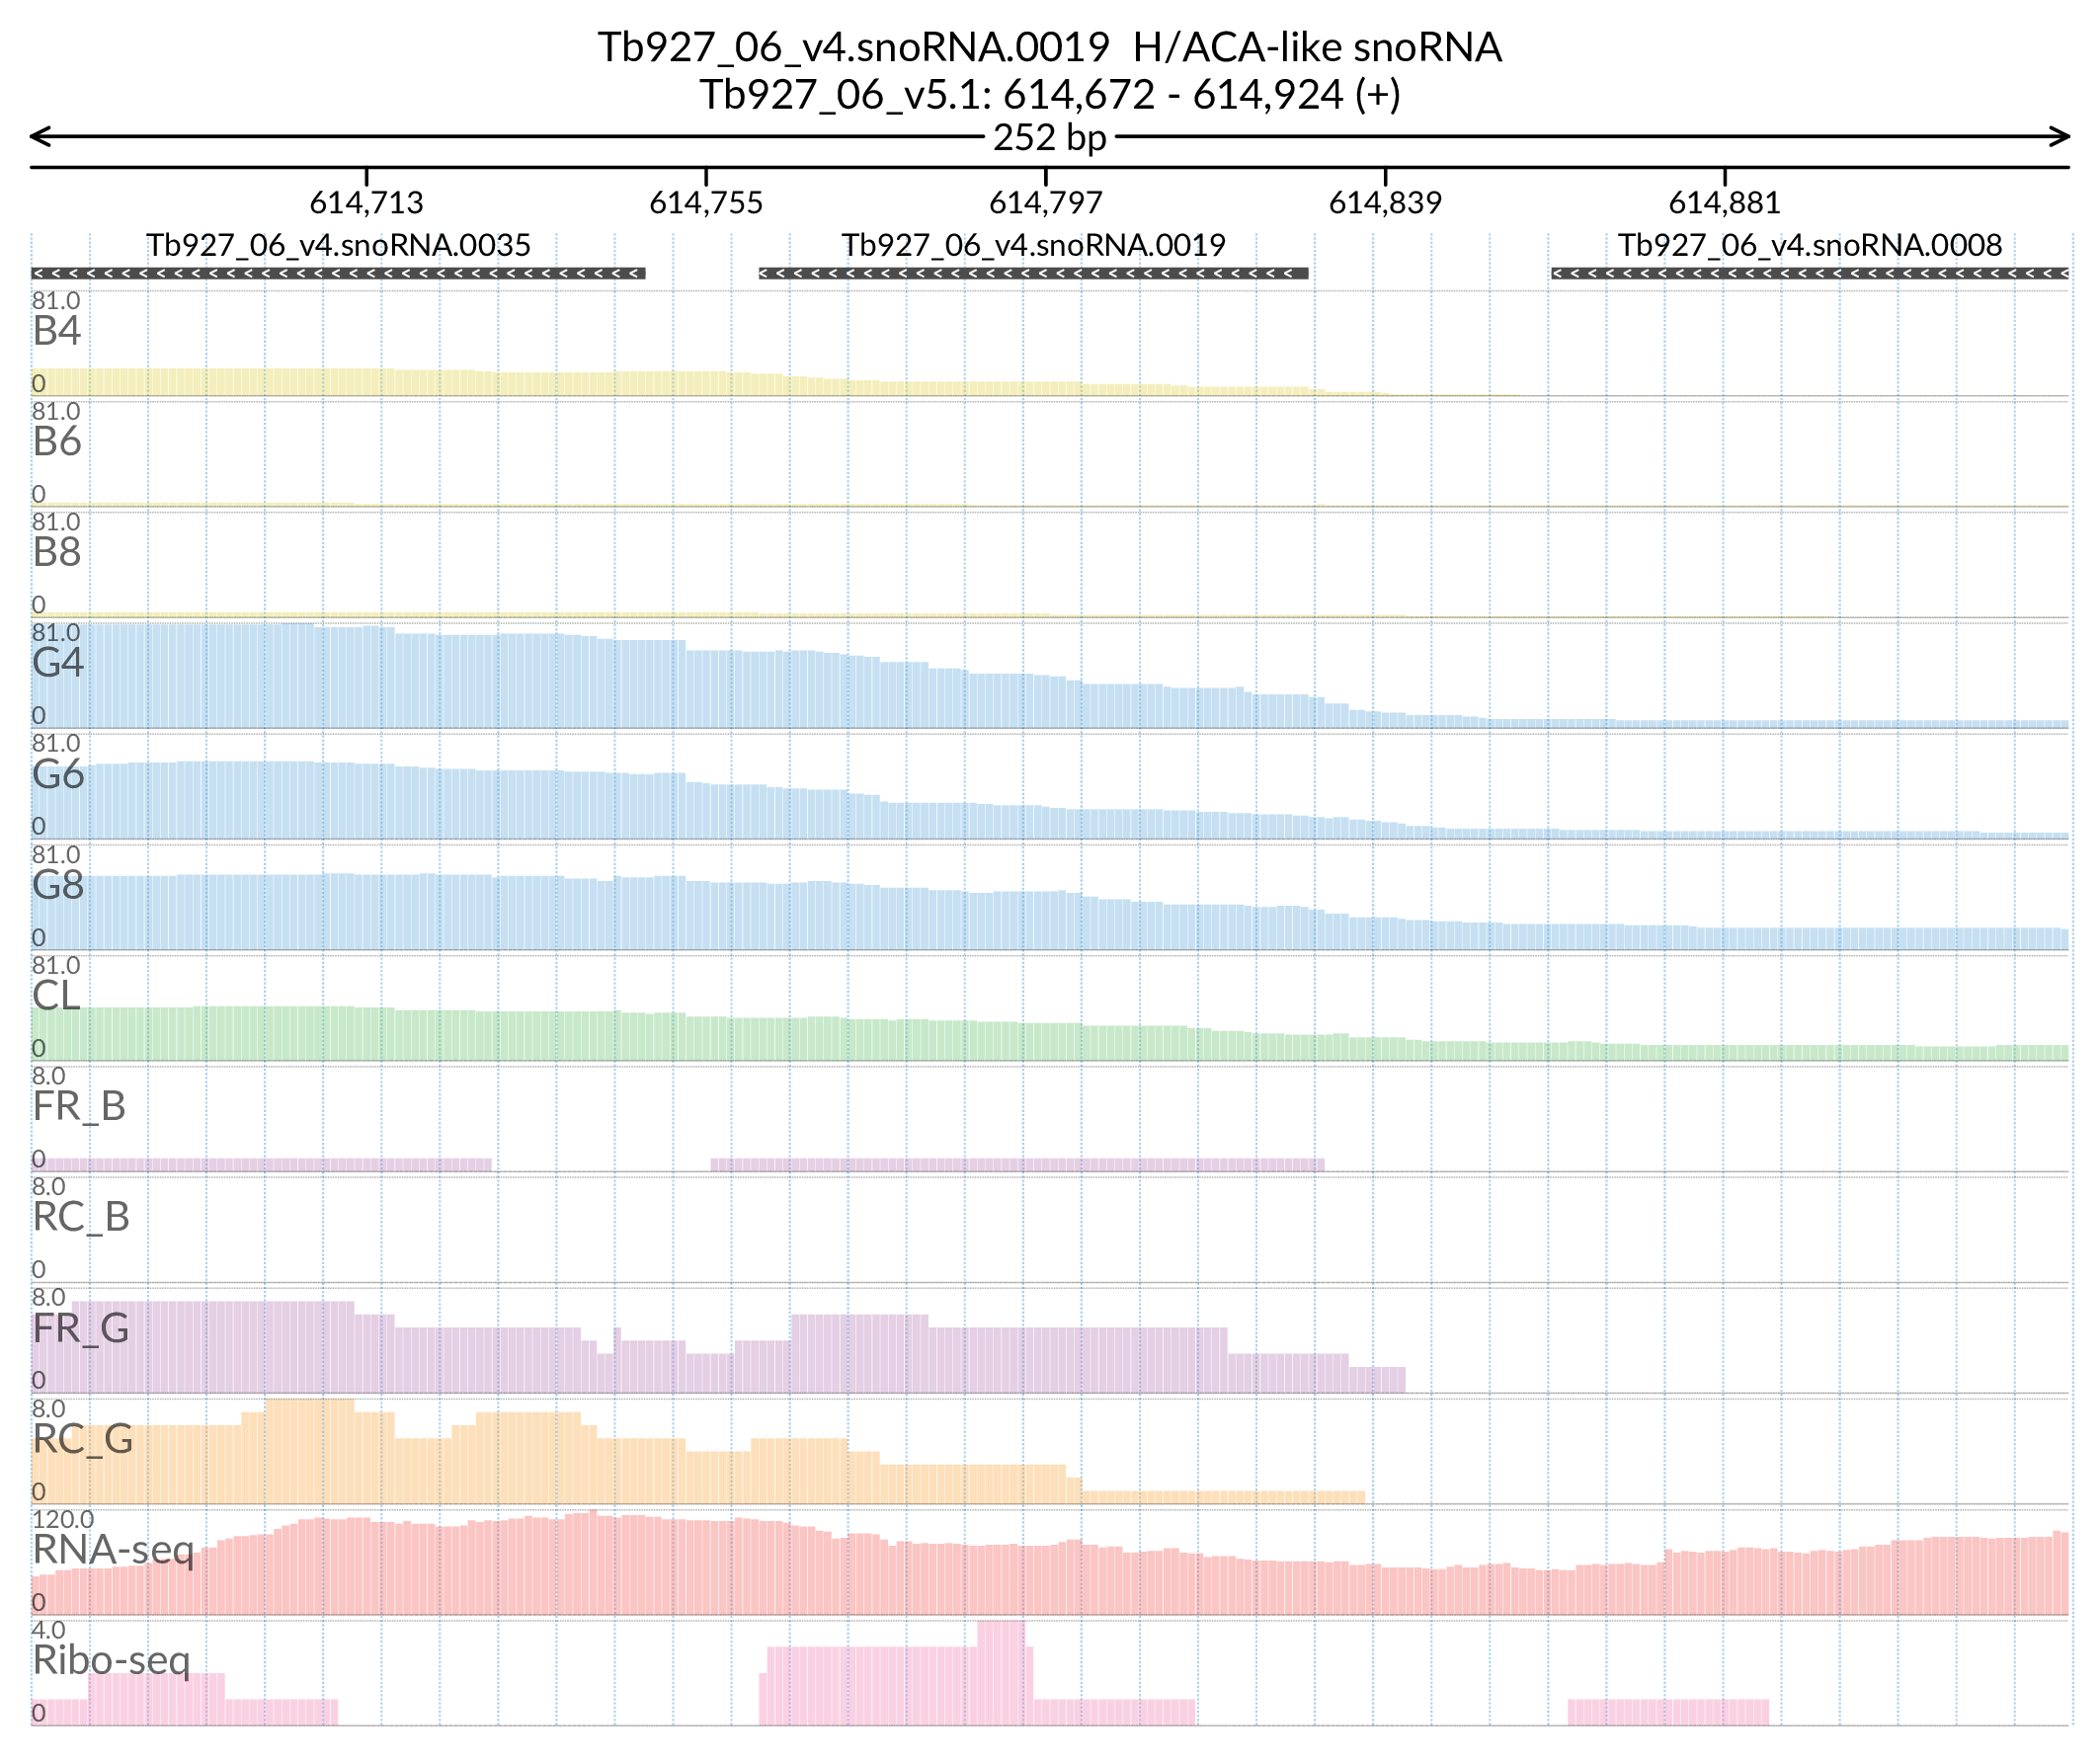 Tb927_06_v4.snoRNA.0019 H/ACA-like snoRNA
Tb927_06_v5.1: 614,672 - 614,924 (+)
252 bp
614,713 614,755 614,797 614,839 614,881
Tb927_06_v4.snoRNA.0035 Tb927_06_v4.snoRNA.0019 Tb927_06_v4.snoRNA.0008
81.0
B4
0
81.0
B6
0
81.0
B8
0
81.0
G4
0
81.0
G6
0
81.0
G8
0
81.0
CL
0
8.0
FR_B
0
8.0
RC_B
0
8.0
FR_G
0
8.0
RC_G
0
120.0
RNA-seq
0
4.0
Ribo-seq
0